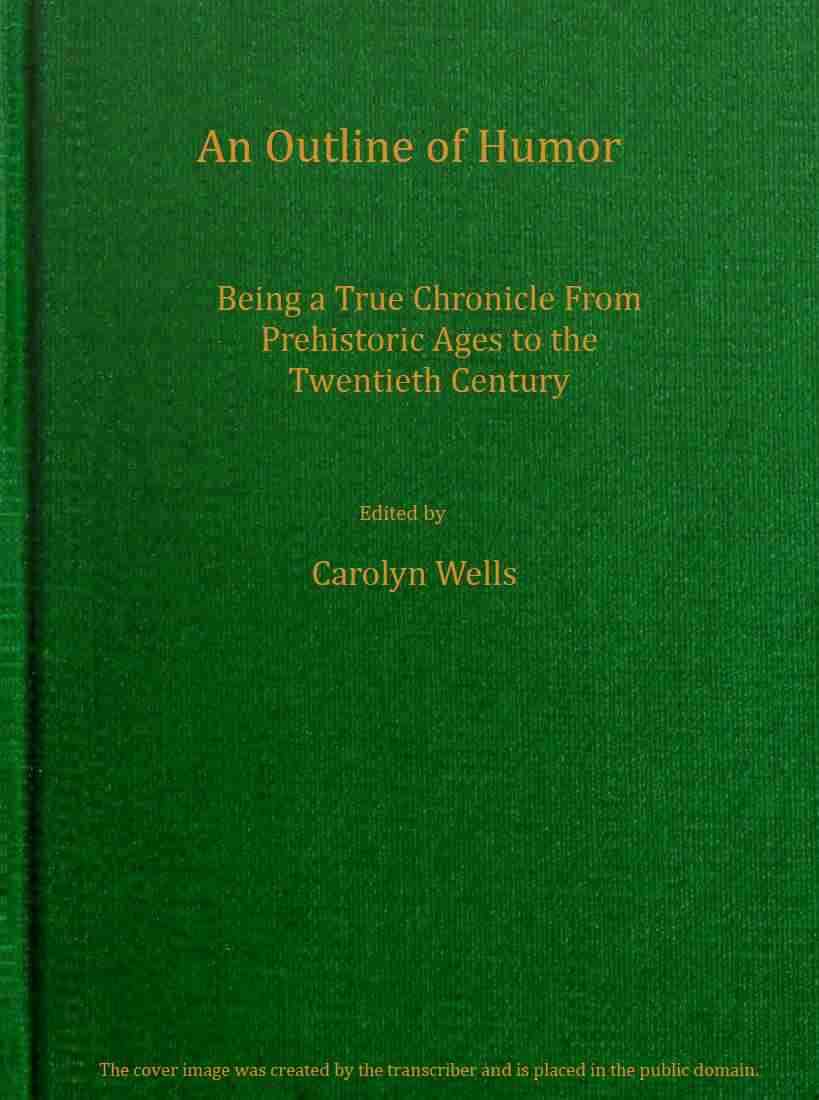 An Outline of Humor
Being a True Chronicle From
Prehistoric Ages to the
Twentieth Century
Edited by
Carolyn Wells
The cover image was created by the transcriber and is placed in the public domain.